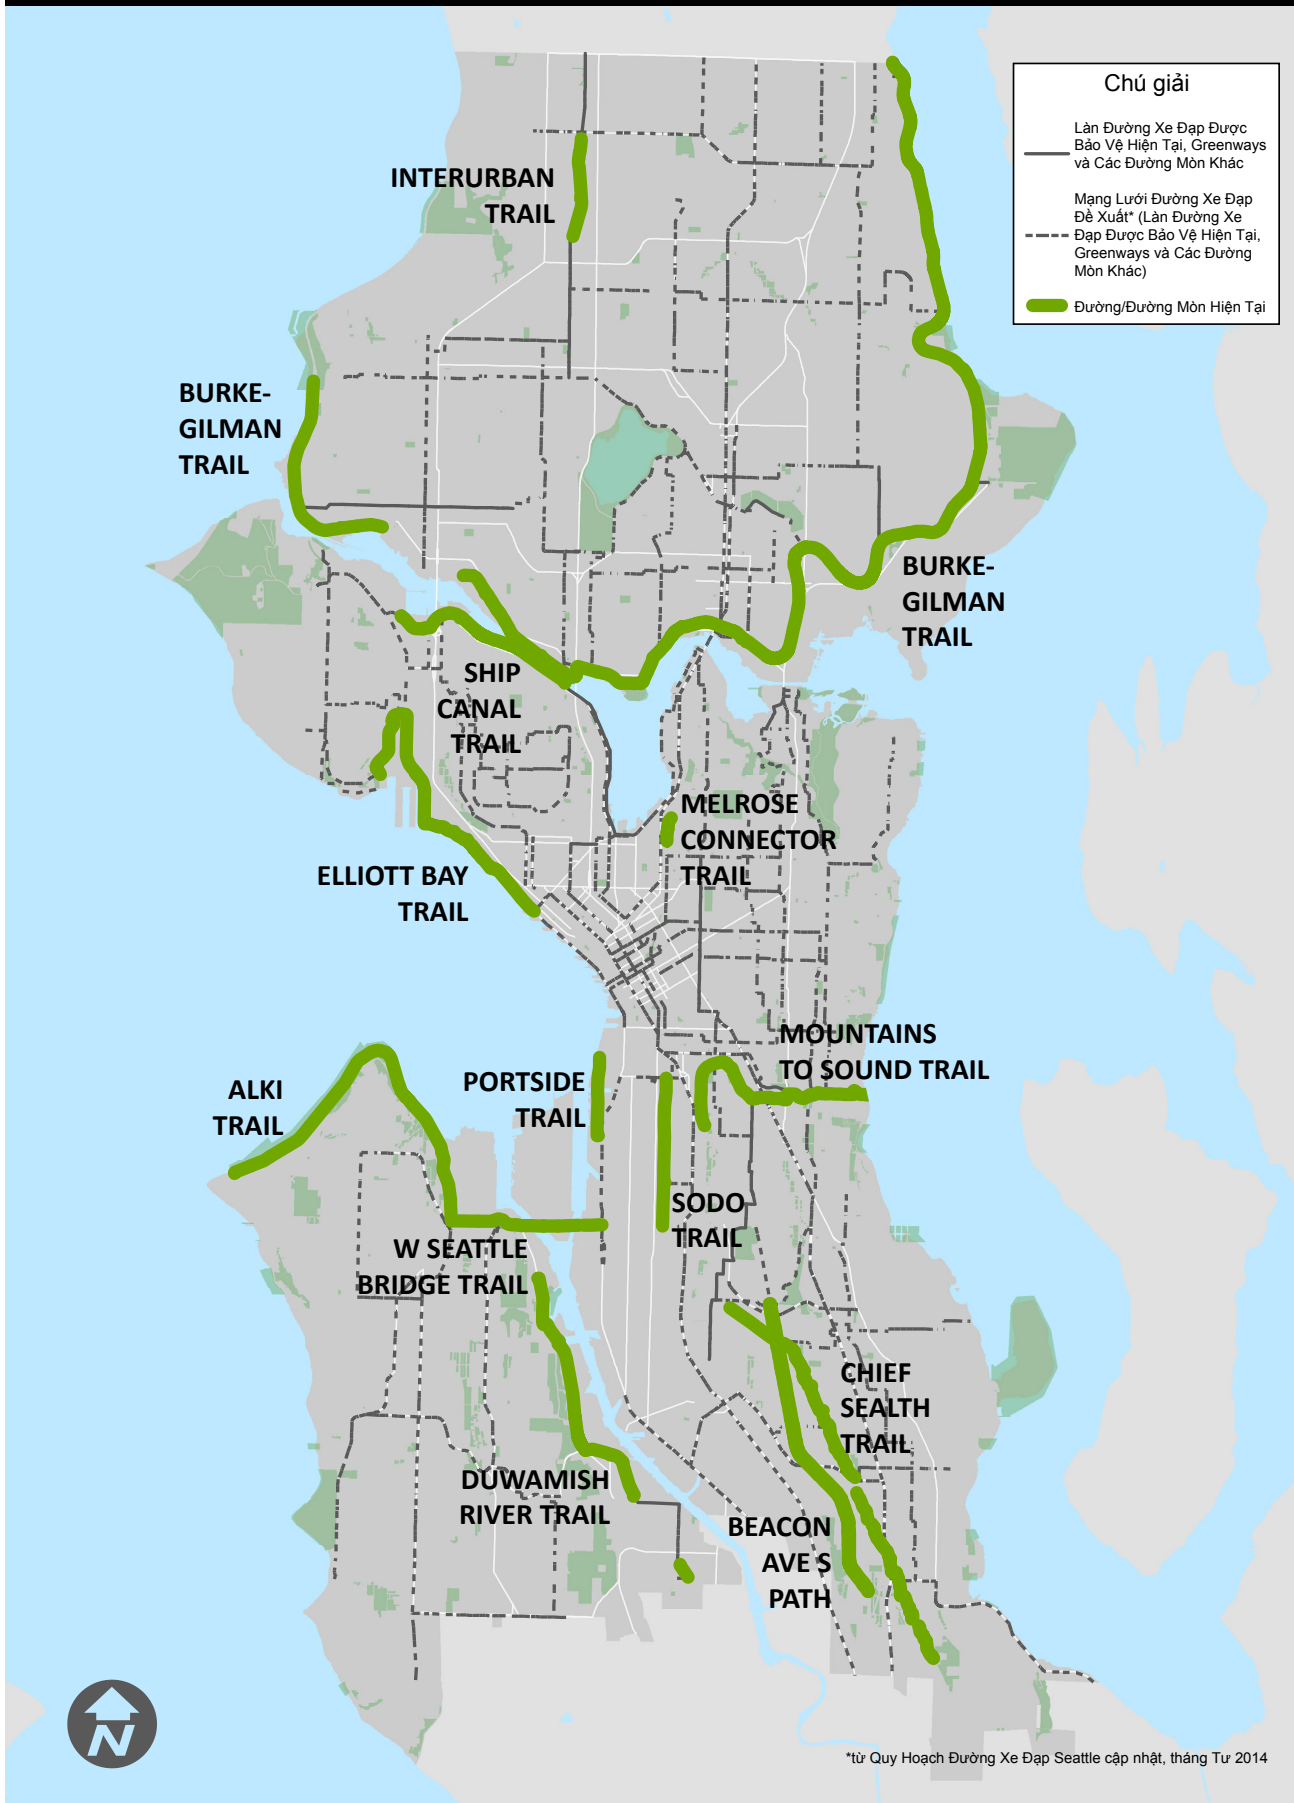 Chú giải
Làn Đường Xe Đạp Được
Bảo Vệ Hiện Tại, Greenways
và Các Đường Mòn Khác
Mạng Lưới Đường Xe Đạp
Đề Xuất* (Làn Đường Xe
Đạp Được Bảo Vệ Hiện Tại,
Greenways và Các Đường
Mòn Khác)
Đường/Đường Mòn Hiện Tại
INTERURBAN
TRAIL
BURKE-
GILMAN
TRAIL
BURKE-
GILMAN
TRAIL
SHIP
CANAL
TRAIL
MELROSE
CONNECTOR
TRAIL
ELLIOTT BAY
TRAIL
MOUNTAINS
TO SOUND TRAIL
ALKI
TRAIL
PORTSIDE
TRAIL
SODO
TRAIL
W SEATTLE
BRIDGE TRAIL
CHIEF
SEALTH
TRAIL
DUWAMISH
RIVER TRAIL
BEACON
AVE S
PATH
N
*từ Quy Hoạch Đường Xe Đạp Seattle cập nhật, tháng Tư 2014